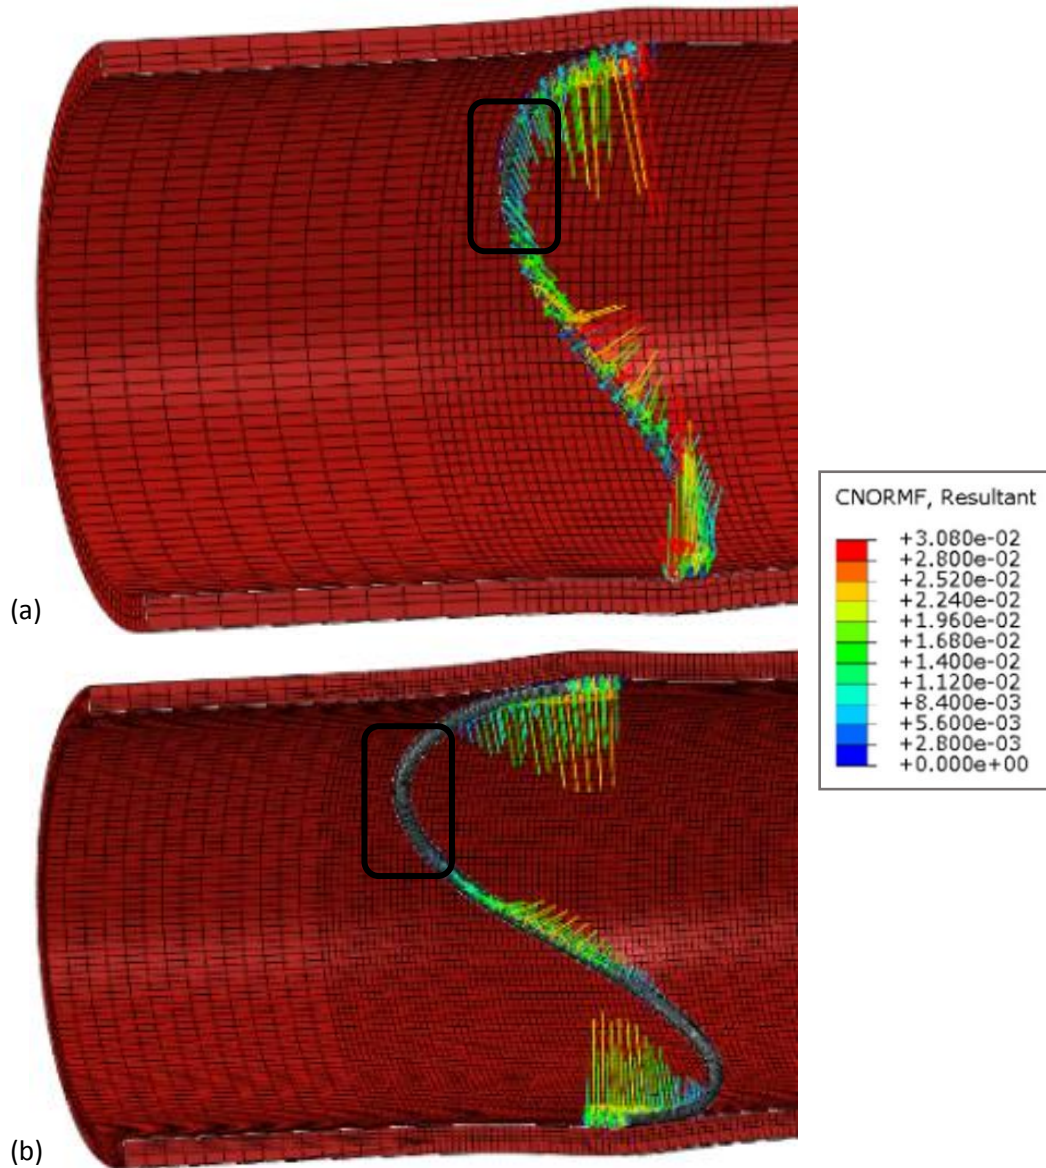 (a)
CNORMF, Resultant
+3.080e-02
+2.800e-02
+2.520e-02
+2.240e-02
+1.960e-02
+1.680e-02
+1.400e-02
+1.120e-02
+8.400e-03
+5.600e-03
+2.800e-03
+0.000e+00
(b)